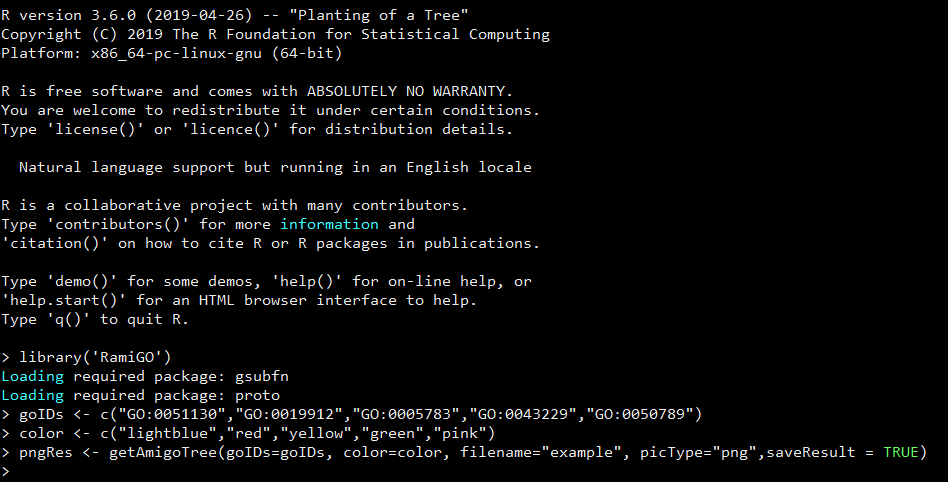 R version 3.6.0 (2019-04-26) -- "Planting of a Tree"
Copyright (C) 2019 The R Foundation for Statistical Computing
Platform: x86_64-pc-linux-gnu (64-bit)

R is free software and comes with ABSOLUTELY NO WARRANTY.
You are welcome to redistribute it under certain conditions.
Type 'license()' or 'licence()' for distribution details.

  Natural language support but running in an English locale

R is a collaborative project with many contributors.
Type 'contributors()' for more information and
'citation()' on how to cite R or R packages in publications.

Type 'demo()' for some demos, 'help()' for on-line help, or
'help.start()' for an HTML browser interface to help.
Type 'q()' to quit R.

> library('RamiGO')
Loading required package: gsubfn
Loading required package: proto
> goIDs <- c("GO:0051130","GO:0019912","GO:0005783","GO:0043229","GO:0050789")
> color <- c("lightblue","red","yellow","green","pink")
> pngRes <- getAmigoTree(goIDs=goIDs, color=color, filename="example", picType="png",saveResult = TRUE)
>